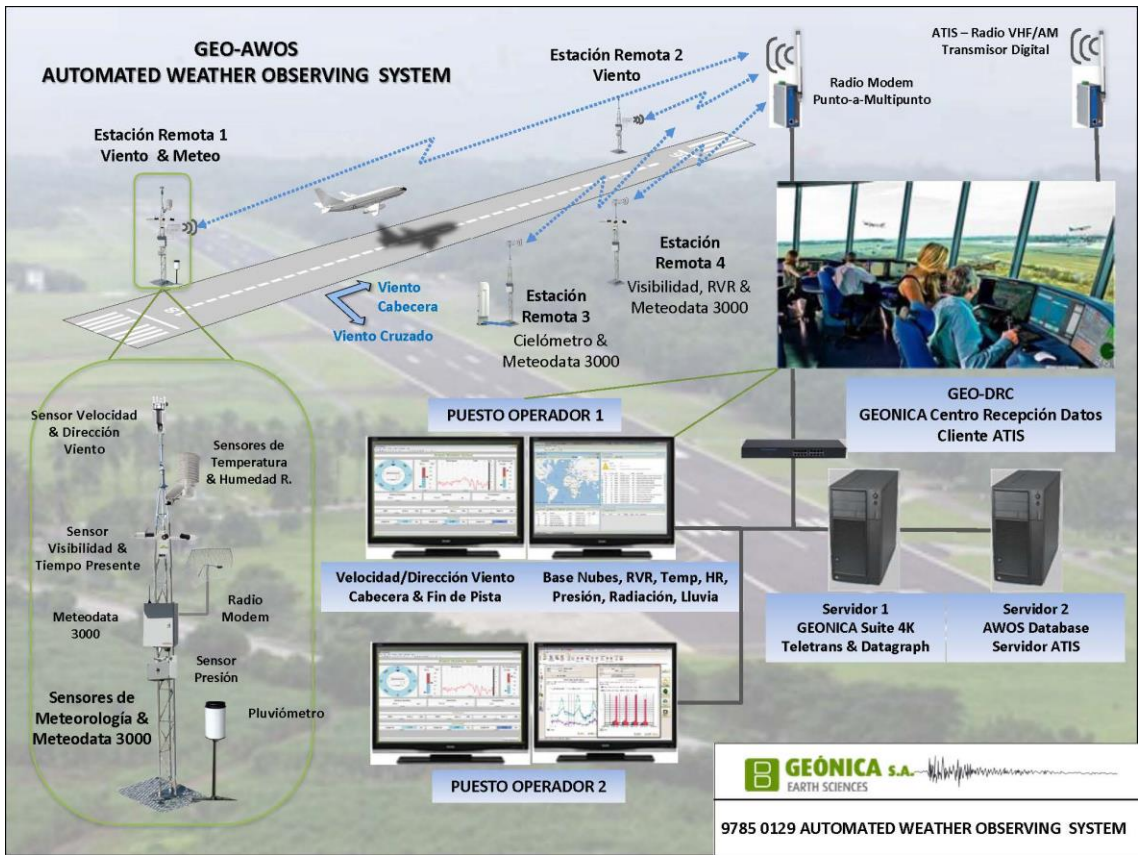 GEO-AWOS
AUTOMATED WEATHER OBSERVING SYSTEM
Estación Remota 2
Viento
ATIS – Radio VHF/AM
Transmisor Digital
Radio Modem
Punto-a-Multipunto
Estación Remota 1
Viento & Meteo
Viento
Cabecera
Viento Cruzado
Estación
Remota 3
Cielómetro &
Meteodata 3000
Estación
Remota 4
Visibilidad, RVR &
Meteodata 3000
GEO-DRC
GEONICA Centro Recepción Datos
Cliente ATIS
PUESTO OPERADOR 1
Sensor Velocidad
& Dirección
Viento
Sensores de
Temperatura
& Humedad R.
Sensor
Visibilidad &
Tiempo Presente
Meteodata
3000
Radio
Modem
Sensor
Presión
Sensores de
Meteorología &
Meteodata 3000
Pluviómetro
Velocidad/Dirección Viento
Cabecera & Fin de Pista
Base Nubes, RVR, Temp, HR,
Presión, Radiación, Lluvia
Servidor 1
GEONICA Suite 4K
Teletrans & Datagraph
Servidor 2
AWOS Database
Servidor ATIS
PUESTO OPERADOR 2
GEÓNICA S.A.
EARTH SCIENCES
9785 0129 AUTOMATED WEATHER OBSERVING SYSTEM